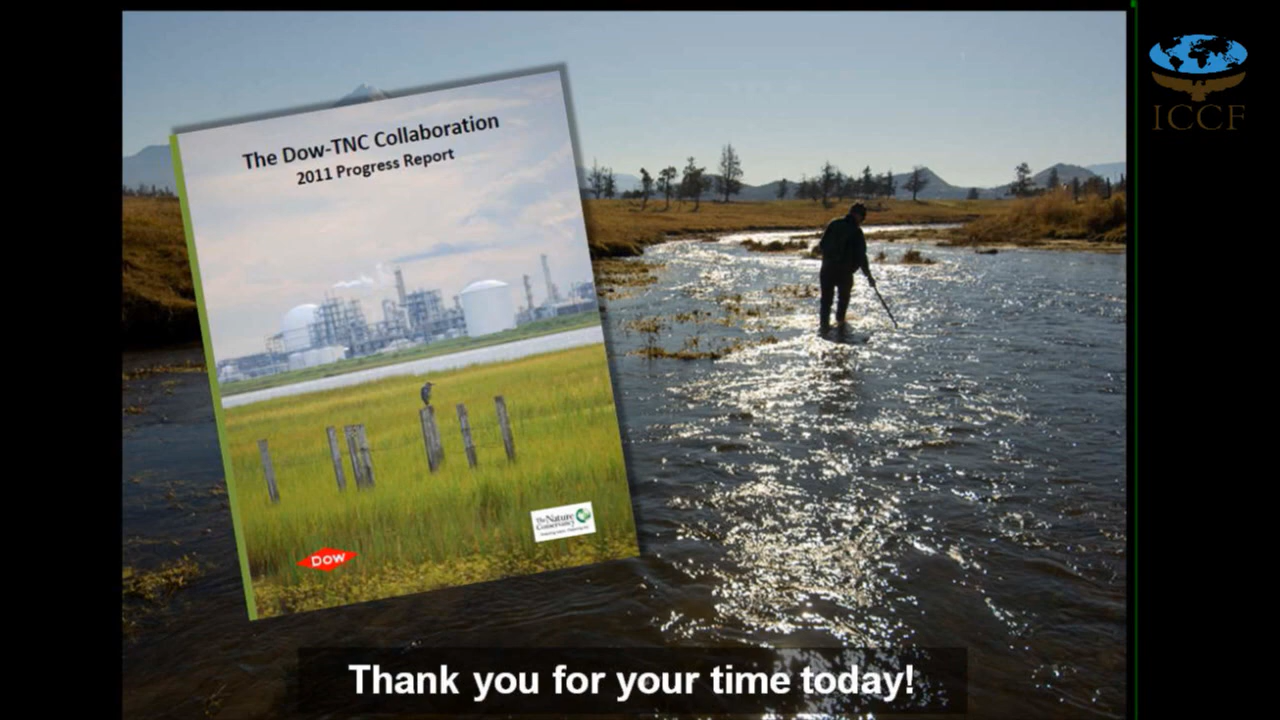 ICCF
The Dow-TNC Collaboration
2011 Progress Report
The Nature
Conservancy
Dow
Thank you for your time today!